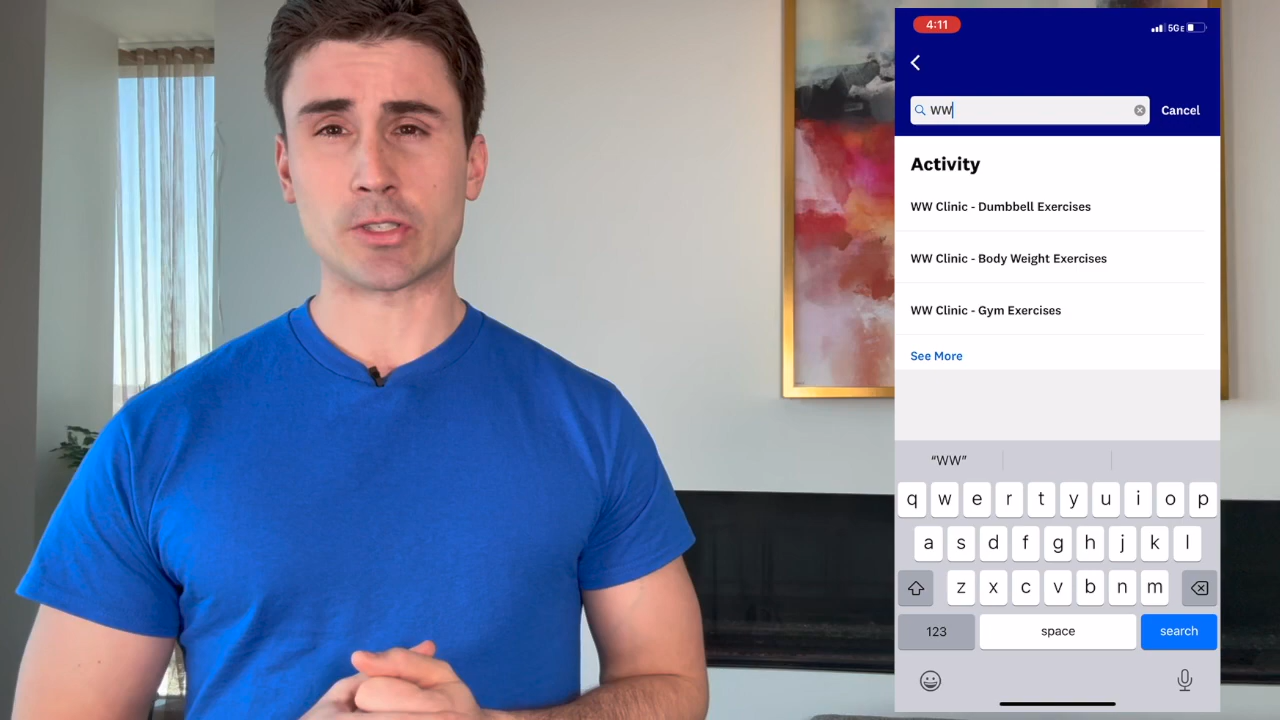 4:11
5GE
WW
Cancel
Activity
WW Clinic - Dumbbell Exercises
WW Clinic - Body Weight Exercises
WW Clinic - Gym Exercises
See More
“WW”
q w e r t y u i o p
a s d f g h j k l
z x c v b n m
123 space search